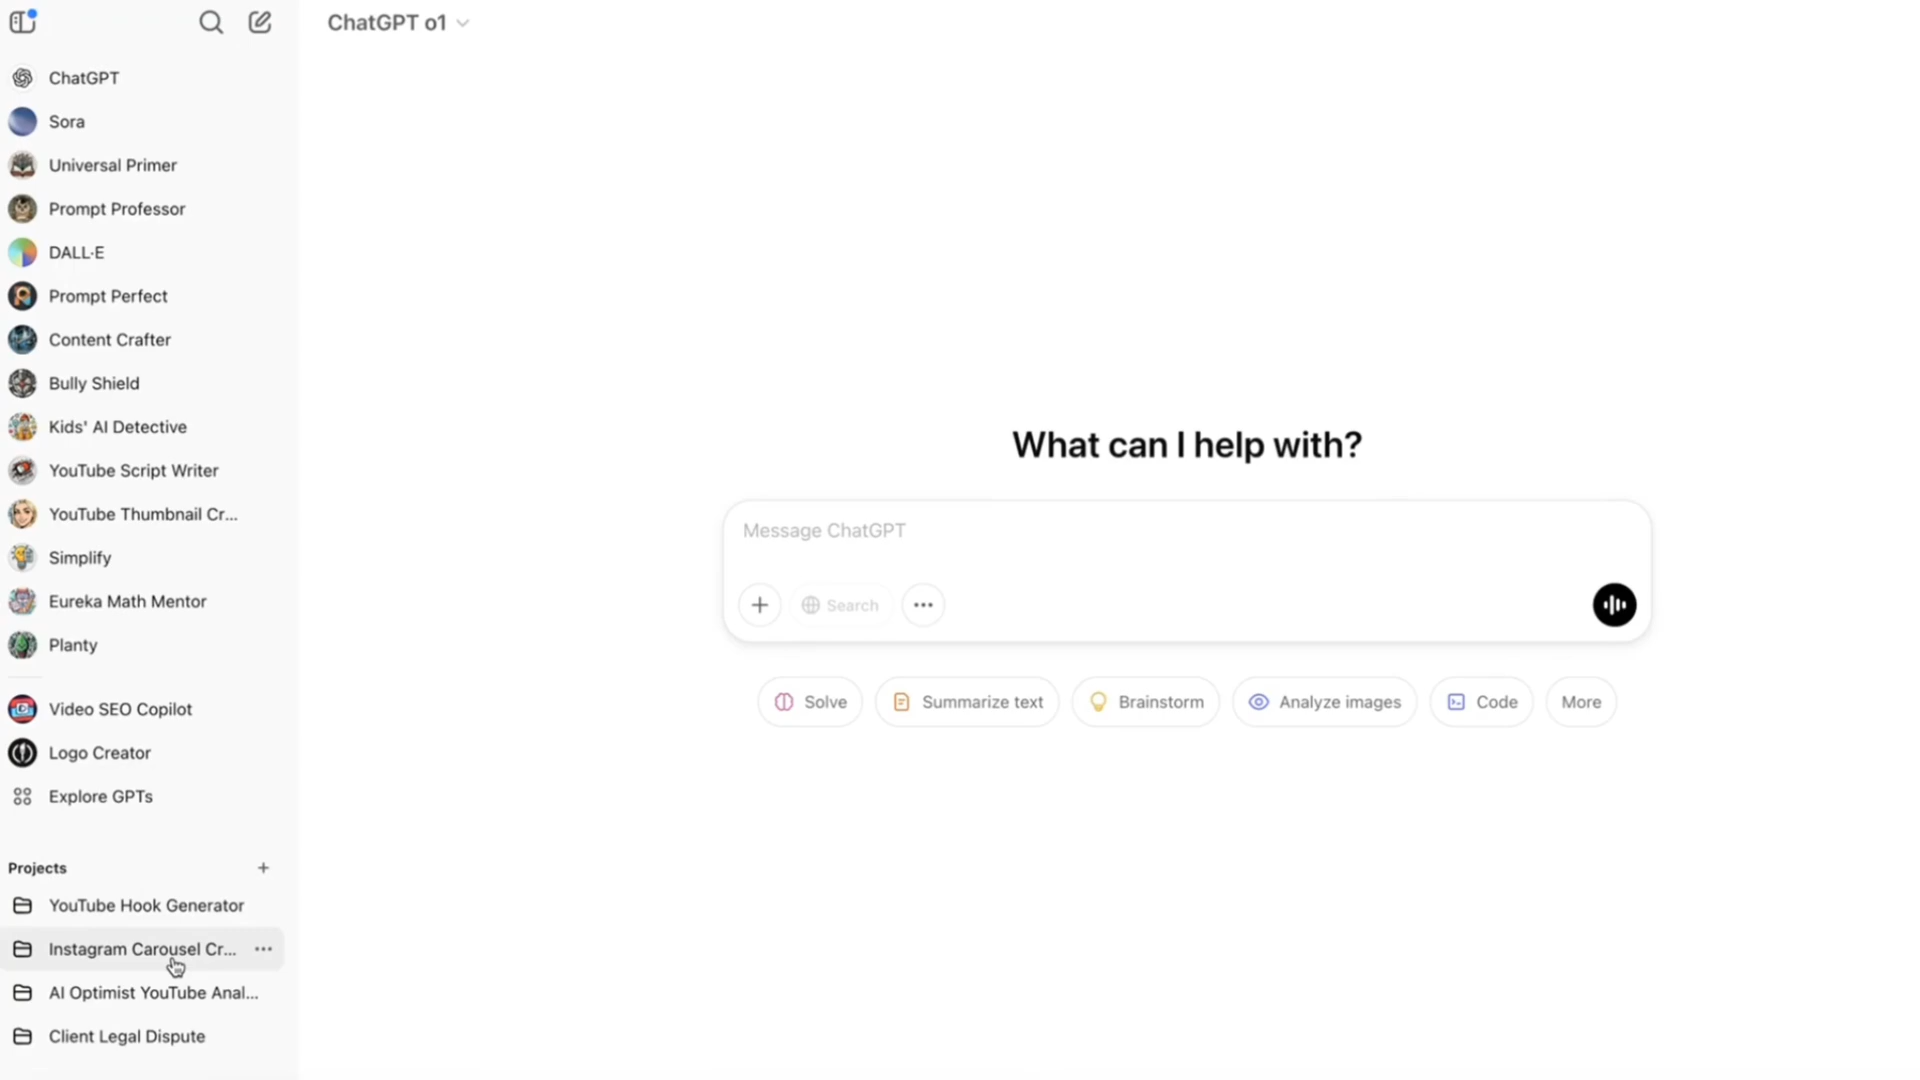 ChatGPT o1
ChatGPT
Sora
Universal Primer
Prompt Professor
DALL·E
Prompt Perfect
Content Crafter
Bully Shield
Kids' AI Detective
YouTube Script Writer
YouTube Thumbnail Cr...
Simplify
Eureka Math Mentor
Planty
Video SEO Copilot
Logo Creator
Explore GPTs
Projects
YouTube Hook Generator
Instagram Carousel Cr...
AI Optimist YouTube Anal...
Client Legal Dispute
What can I help with?
Message ChatGPT
Search
Solve Summarize text Brainstorm Analyze images Code More